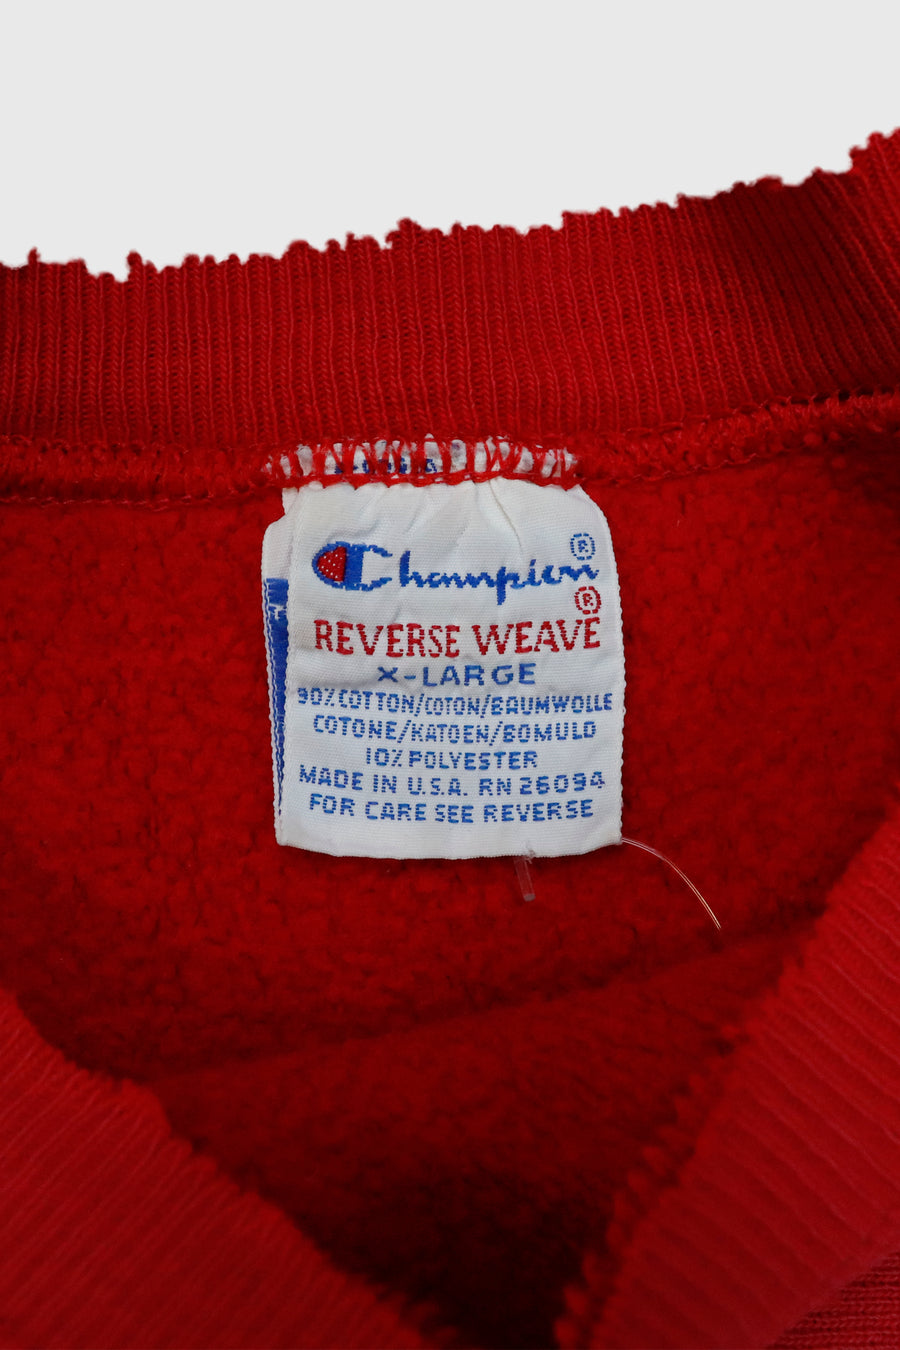 Champion®
REVERSE WEAVE®
X-LARGE
90% COTTON/COTON/BAUMWOLLE
COTONE/KATOEN/BOMULD
10% POLYESTER
MADE IN U.S.A. RN 26094
FOR CARE SEE REVERSE